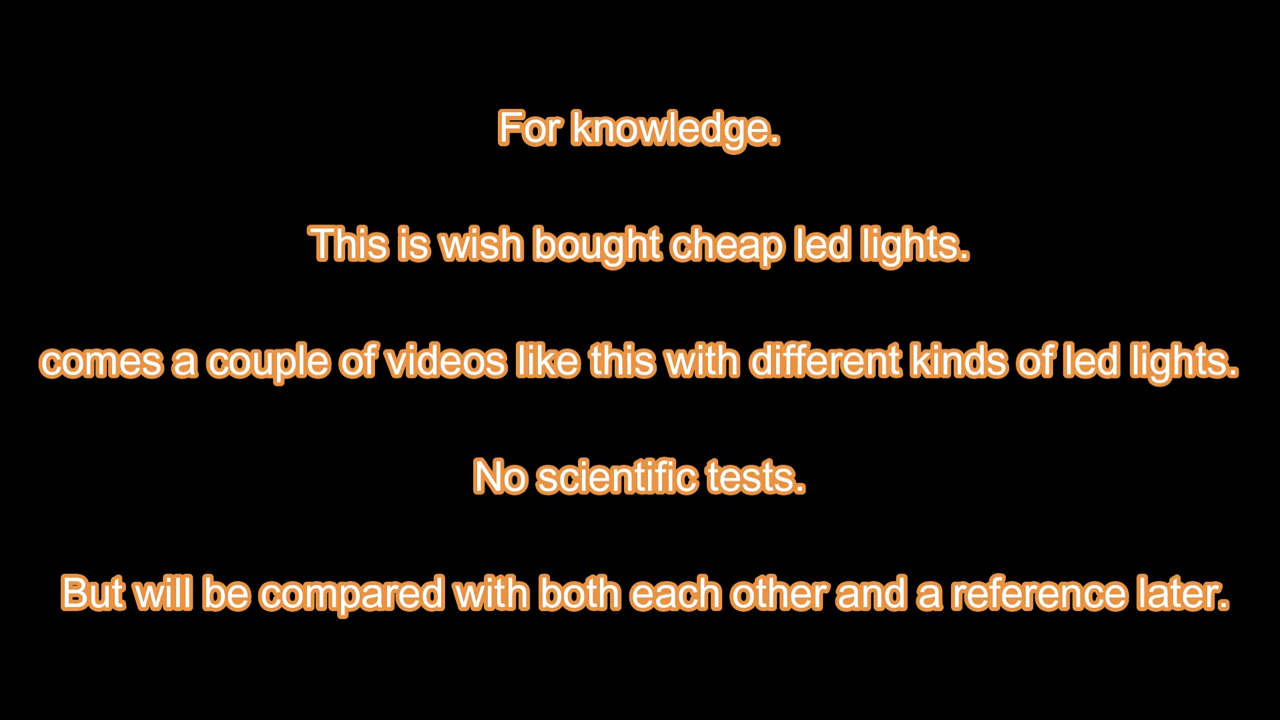 For knowledge.
This is wish bought cheap led lights.
comes a couple of videos like this with different kinds of led lights.
No scientific tests.
But will be compared with both each other and a reference later.